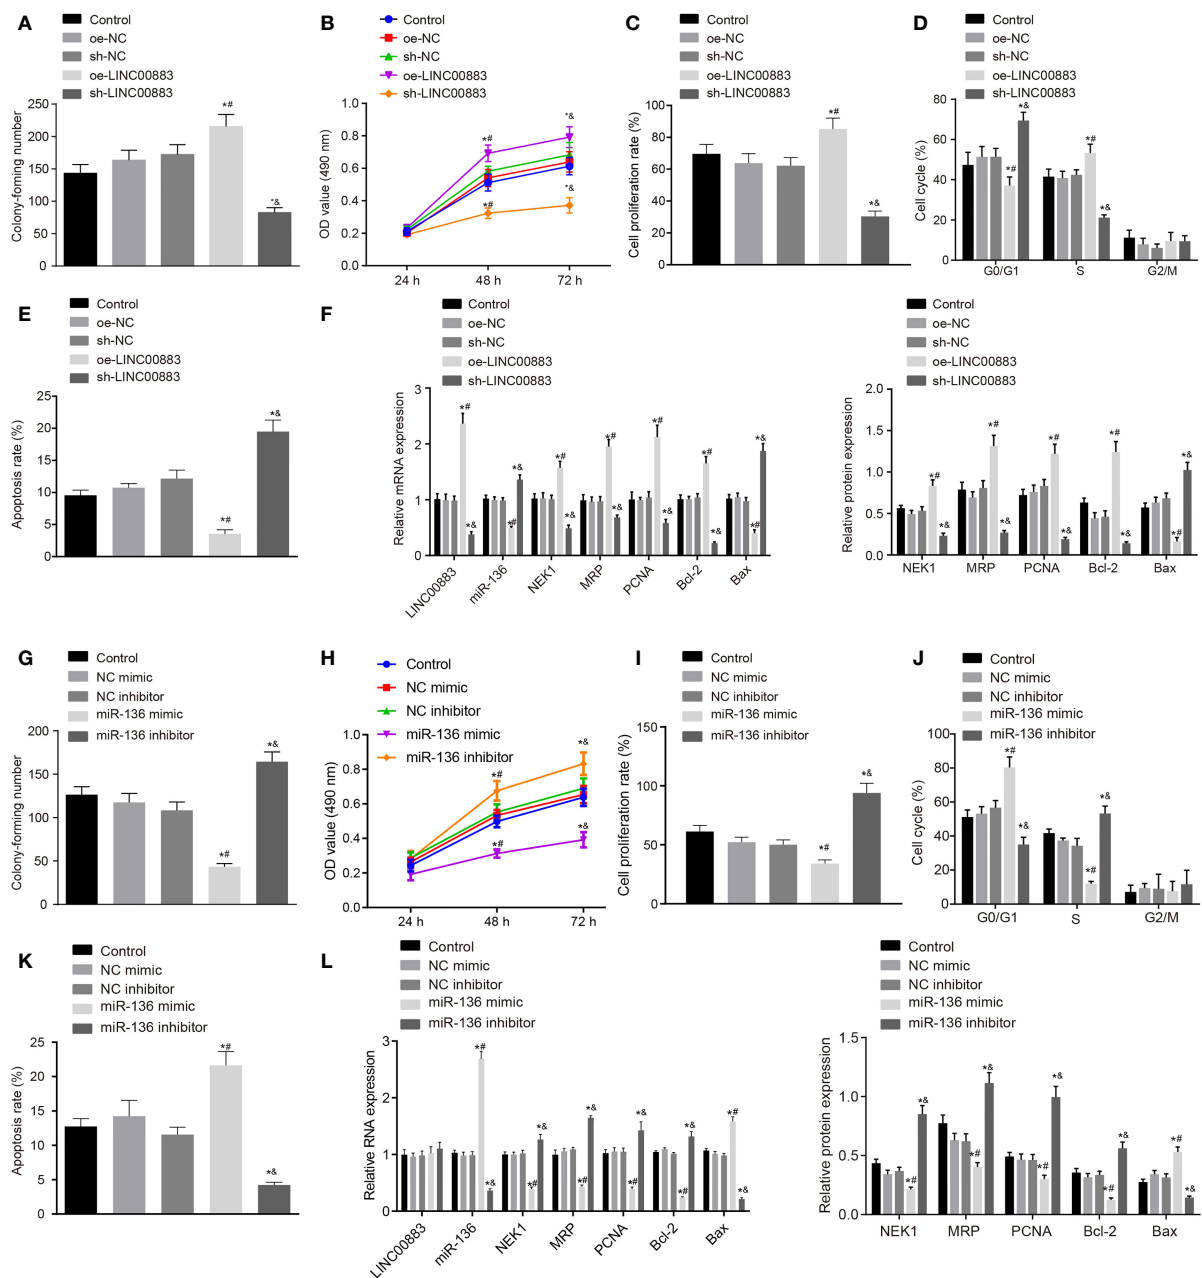 A
Control
oe-NC
sh-NC
oe-LINC00883
sh-LINC00883
Colony-foming number
250
200
150
100
50
0
*#
*&
B
Control
oe-NC
sh-NC
oe-LINC00883
sh-LINC00883
OD value (490 nm)
1.0
0.8
0.6
0.4
0.2
0.0
*#
*#
*&
*&
24 h 48 h 72 h
C
Control
oe-NC
sh-NC
oe-LINC00883
sh-LINC00883
Cell proliferation rate (%)
100
80
60
40
20
0
*#
*&
D
Control
oe-NC
sh-NC
oe-LINC00883
sh-LINC00883
Cell cycle (%)
80
60
40
20
0
*#
*&
*#
*&
G0/G1 S G2/M
E
Control
oe-NC
sh-NC
oe-LINC00883
sh-LINC00883
Apoptosis rate (%)
25
20
15
10
5
0
*#
*&
F
Control
oe-NC
sh-NC
oe-LINC00883
sh-LINC00883
Relative mRNA expression
3
2
1
0
*# *& *# *& *# *& *# *& *# *& *# *& *# *&
LINC00883 miR-136 NEK1 MRP PCNA Bcl-2 Bax
Control
oe-NC
sh-NC
oe-LINC00883
sh-LINC00883
Relative protein expression
2.0
1.5
1.0
0.5
0.0
*# *& *# *& *# *& *# *& *# *&
NEK1 MRP PCNA Bcl-2 Bax
G
Control
NC mimic
NC inhibitor
miR-136 mimic
miR-136 inhibitor
Colony-forming number
200
150
100
50
0
*#
*&
H
Control
NC mimic
NC inhibitor
miR-136 mimic
miR-136 inhibitor
OD value (490 nm)
1.0
0.8
0.6
0.4
0.2
0.0
*#
*#
*&
*&
24 h 48 h 72 h
I
Control
NC mimic
NC inhibitor
miR-136 mimic
miR-136 inhibitor
Cell proliferation rate (%)
150
100
50
0
*#
*&
J
Control
NC mimic
NC inhibitor
miR-136 mimic
miR-136 inhibitor
Cell cycle (%)
100
80
60
40
20
0
*#
*&
*#
*&
G0/G1 S G2/M
K
Control
NC mimic
NC inhibitor
miR-136 mimic
miR-136 inhibitor
Apoptosis rate (%)
25
20
15
10
5
0
*#
*&
L
Control
NC mimic
NC inhibitor
miR-136 mimic
miR-136 inhibitor
Relative RNA expression
3
2
1
0
*# *& *# *& *# *& *# *& *# *& *# *&
LINC00883 miR-136 NEK1 MRP PCNA Bcl-2 Bax
Control
NC mimic
NC inhibitor
miR-136 mimic
miR-136 inhibitor
Relative protein expression
1.5
1.0
0.5
0.0
*# *& *# *& *# *& *# *& *# *&
NEK1 MRP PCNA Bcl-2 Bax